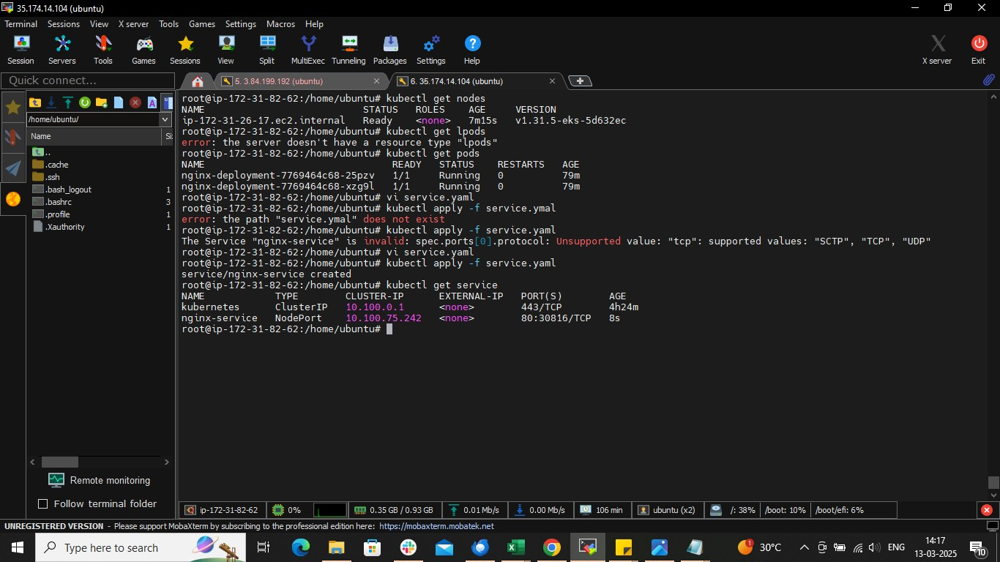 35.174.14.104 (ubuntu)
Terminal Sessions View X server Tools Games Settings Macros Help
Session Servers Tools Games Sessions View Split MultiExec Tunneling Packages Settings Help X server Exit
Quick connect...
5. 3.84.199.192 (ubuntu)
6. 35.174.14.104 (ubuntu)
/home/ubuntu/
Name Si
..
.cache
.ssh
.bash_logout 1
.bashrc 3
.profile 1
.Xauthority 1
Remote monitoring
Follow terminal folder
root@ip-172-31-82-62:/home/ubuntu# kubectl get nodes
NAME STATUS ROLES AGE VERSION
ip-172-31-26-17.ec2.internal Ready <none> 7m15s v1.31.5-eks-5d632ec
root@ip-172-31-82-62:/home/ubuntu# kubectl get lpods
error: the server doesn't have a resource type "lpods"
root@ip-172-31-82-62:/home/ubuntu# kubectl get pods
NAME READY STATUS RESTARTS AGE
nginx-deployment-7769464c68-25pzv 1/1 Running 0 79m
nginx-deployment-7769464c68-xzg9l 1/1 Running 0 79m
root@ip-172-31-82-62:/home/ubuntu# vi service.yaml
root@ip-172-31-82-62:/home/ubuntu# kubectl apply -f service.ymal
error: the path "service.ymal" does not exist
root@ip-172-31-82-62:/home/ubuntu# kubectl apply -f service.yaml
The Service "nginx-service" is invalid: spec.ports[0].protocol: Unsupported value: "tcp": supported values: "SCTP", "TCP", "UDP"
root@ip-172-31-82-62:/home/ubuntu# vi service.yaml
root@ip-172-31-82-62:/home/ubuntu# kubectl apply -f service.yaml
service/nginx-service created
root@ip-172-31-82-62:/home/ubuntu# kubectl get service
NAME TYPE CLUSTER-IP EXTERNAL-IP PORT(S) AGE
kubernetes ClusterIP 10.100.0.1 <none> 443/TCP 4h24m
nginx-service NodePort 10.100.75.242 <none> 80:30816/TCP 8s
root@ip-172-31-82-62:/home/ubuntu#
ip-172-31-82-62 0% 0.35 GB / 0.93 GB 0.01 Mb/s 0.00 Mb/s 106 min ubuntu (x2) /: 38% /boot: 10% /boot/efi: 6%
UNREGISTERED VERSION - Please support MobaXterm by subscribing to the professional edition here: https://mobaxterm.mobatek.net
Type here to search
1
30°C
ENG
14:17
13-03-2025
10